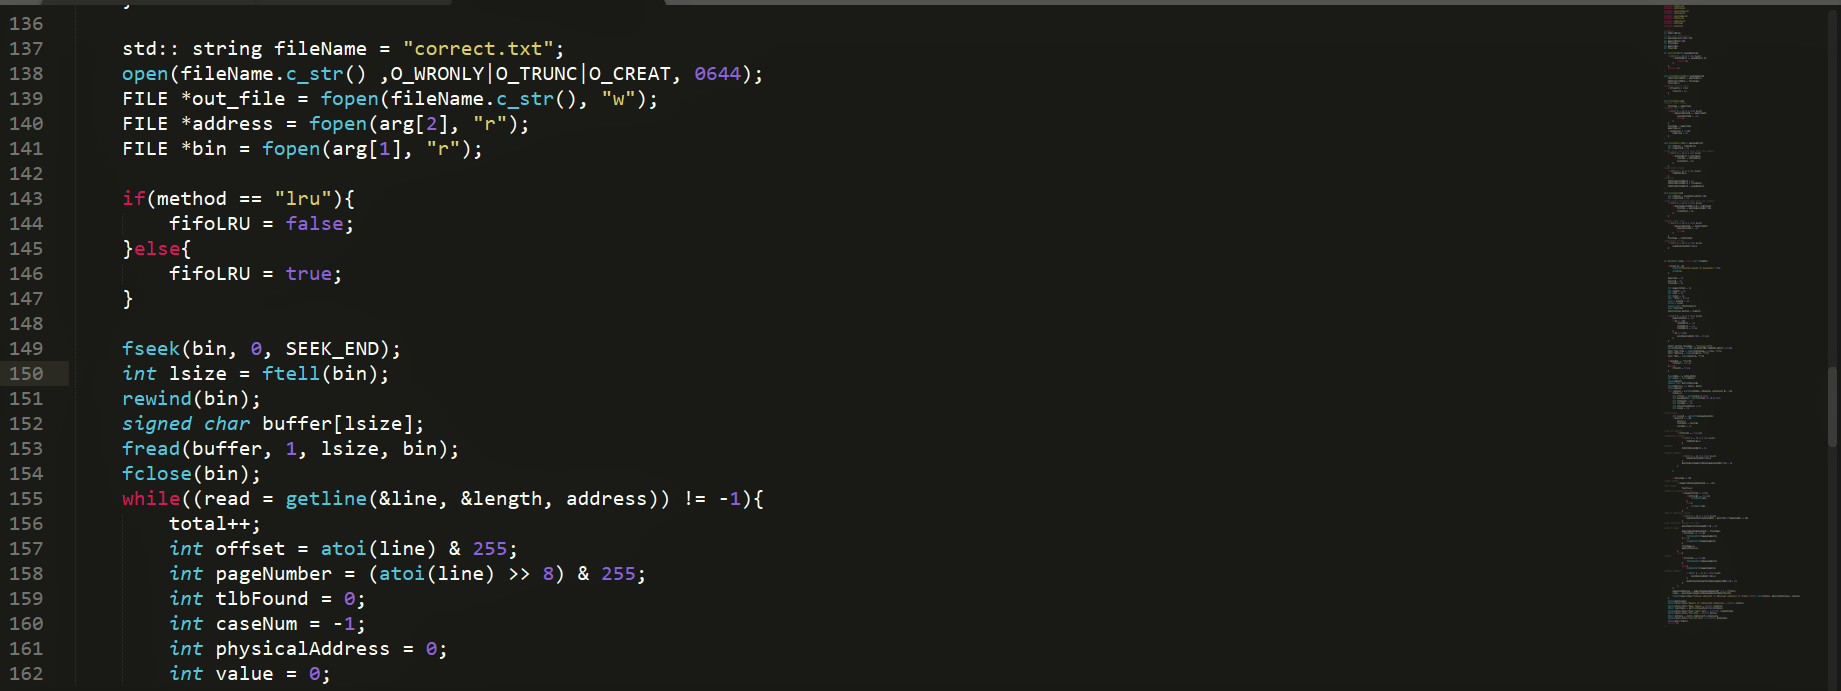 136
137 std:: string fileName = "correct.txt";
138 open(fileName.c_str() ,O_WRONLY|O_TRUNC|O_CREAT, 0644);
139 FILE *out_file = fopen(fileName.c_str(), "w");
140 FILE *address = fopen(arg[2], "r");
141 FILE *bin = fopen(arg[1], "r");
142
143 if(method == "lru"){
144 fifoLRU = false;
145 }else{
146 fifoLRU = true;
147 }
148
149 fseek(bin, 0, SEEK_END);
150 int lsize = ftell(bin);
151 rewind(bin);
152 signed char buffer[lsize];
153 fread(buffer, 1, lsize, bin);
154 fclose(bin);
155 while((read = getline(&line, &length, address)) != -1){
156 total++;
157 int offset = atoi(line) & 255;
158 int pageNumber = (atoi(line) >> 8) & 255;
159 int tlbFound = 0;
160 int caseNum = -1;
161 int physicalAddress = 0;
162 int value = 0;